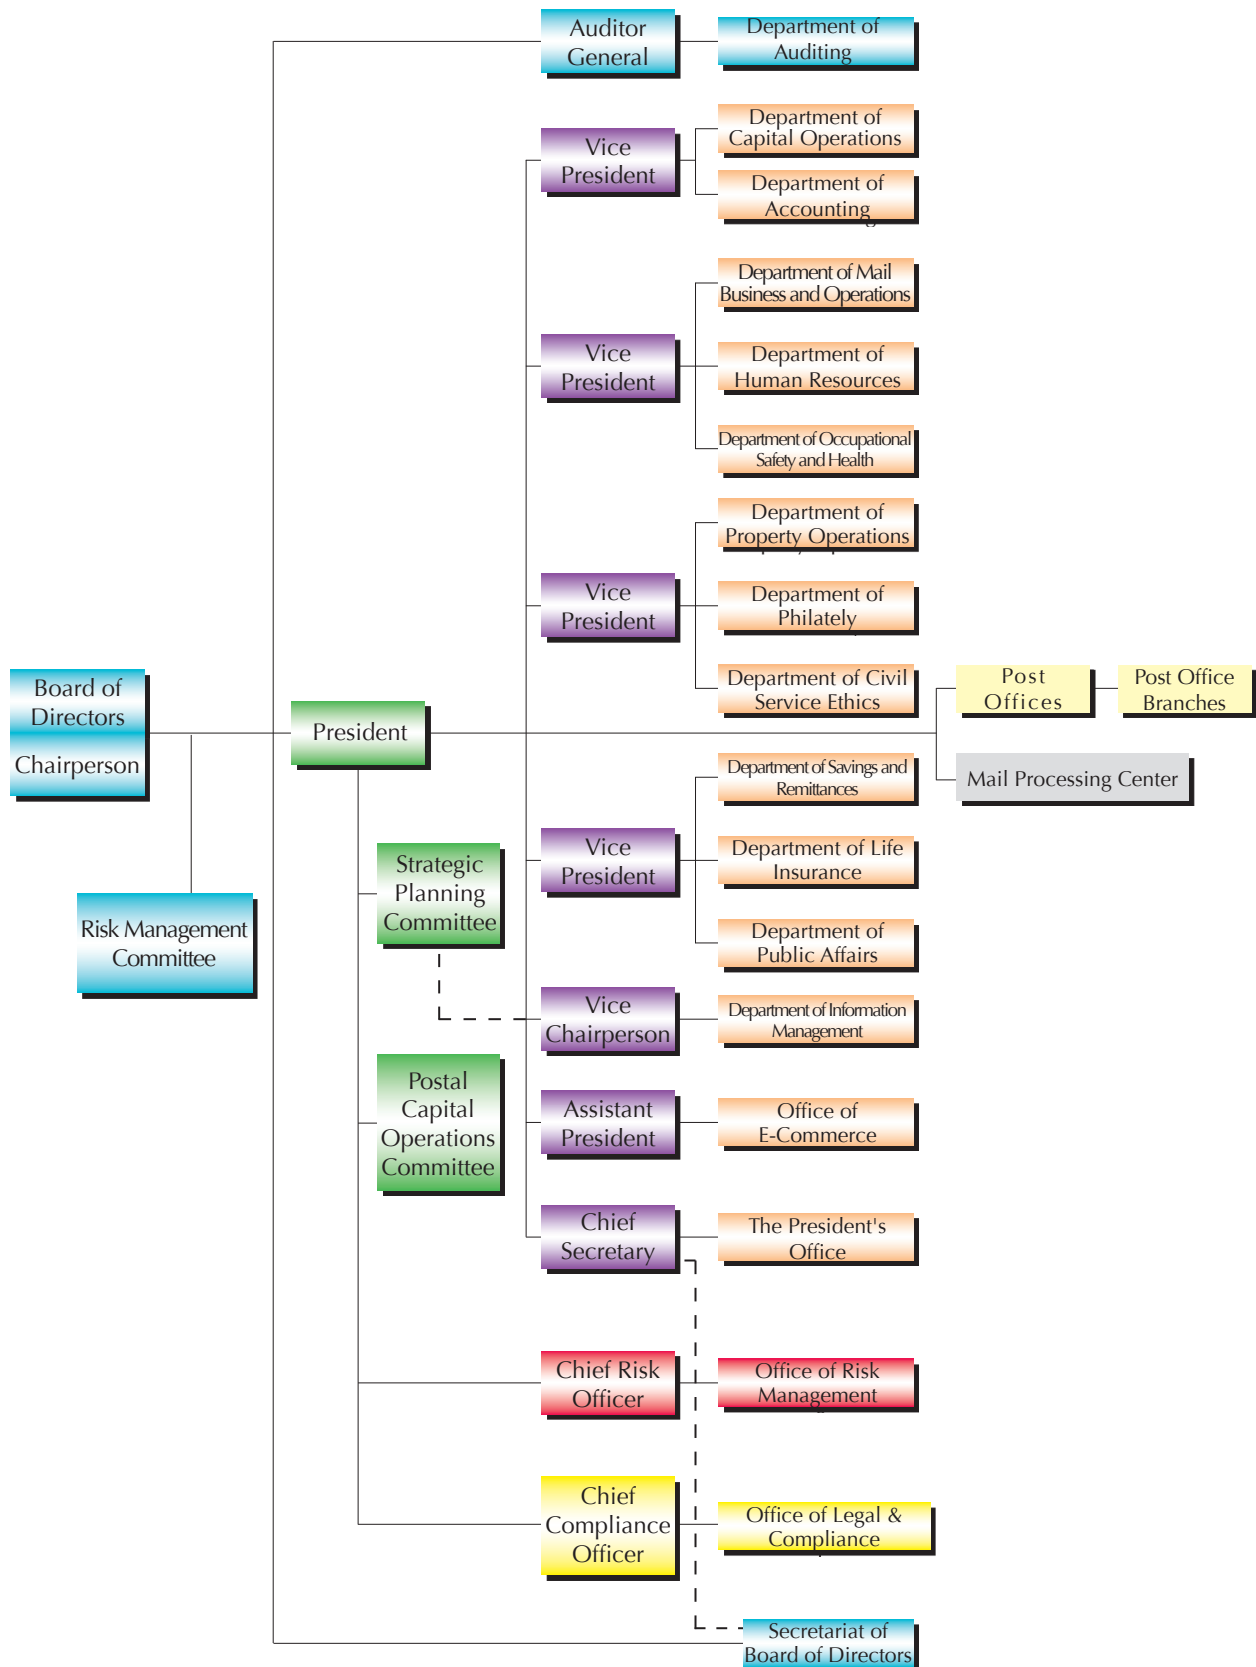 Auditor
General
Department of
Auditing
Vice
President
Department of
Capital Operations
Department of
Accounting
Vice
President
Department of Mail
Business and Operations
Department of
Human Resources
Department of Occupational
Safety and Health
Vice
President
Department of
Property Operations
Department of
Philately
Department of Civil
Service Ethics
Board of
Directors
Chairperson
President
Post
Offices
Post Office
Branches
Mail Processing Center
Risk Management
Committee
Strategic
Planning
Committee
Vice
President
Department of Savings and
Remittances
Department of Life
Insurance
Department of
Public Affairs
Vice
Chairperson
Department of Information
Management
Postal
Capital
Operations
Committee
Assistant
President
Office of
E-Commerce
Chief
Secretary
The President's
Office
Chief Risk
Officer
Office of Risk
Management
Chief
Compliance
Officer
Office of Legal &
Compliance
Secretariat of
Board of Directors